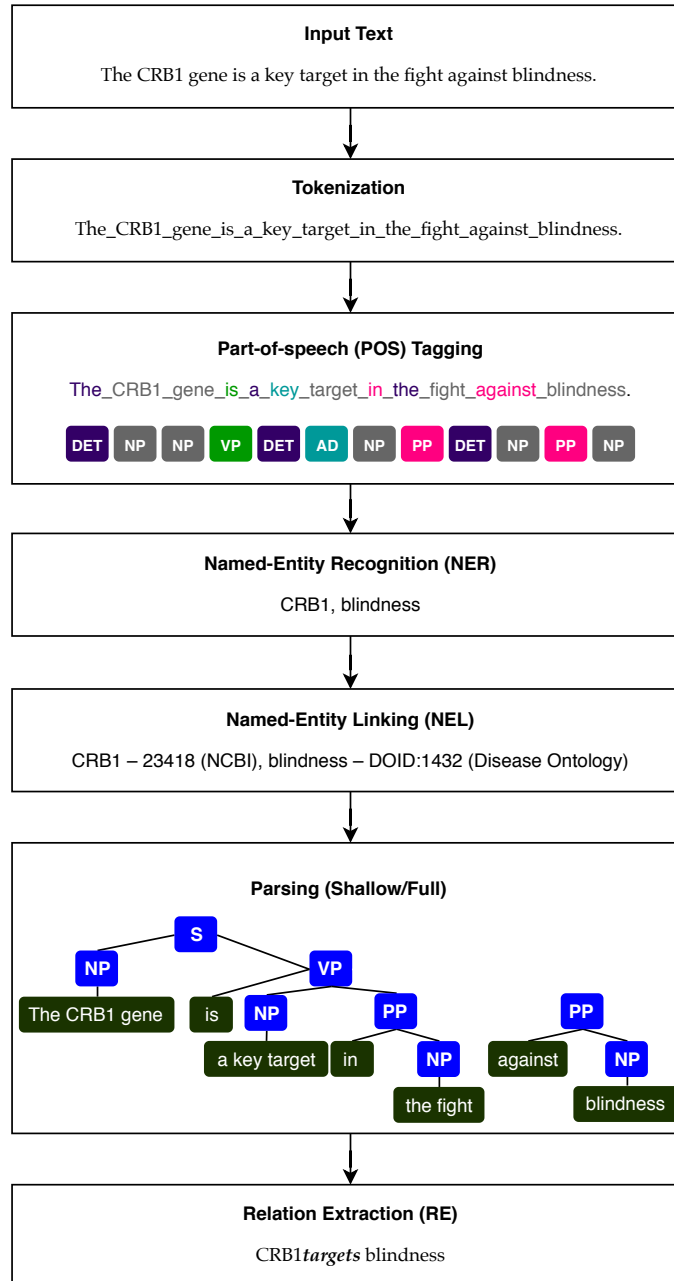 Input Text
The CRB1 gene is a key target in the fight against blindness.
Tokenization
The_CRB1_gene_is_a_key_target_in_the_fight_against_blindness.
Part-of-speech (POS) Tagging
The_CRB1_gene_is_a_key_target_in_the_fight_against_blindness.
DET NP NP VP DET AD NP PP DET NP PP NP
Named-Entity Recognition (NER)
CRB1, blindness
Named-Entity Linking (NEL)
CRB1 – 23418 (NCBI), blindness – DOID:1432 (Disease Ontology)
Parsing (Shallow/Full)
S
NP VP
The CRB1 gene is NP PP PP
a key target in NP against NP
the fight blindness
Relation Extraction (RE)
CRB1targets blindness